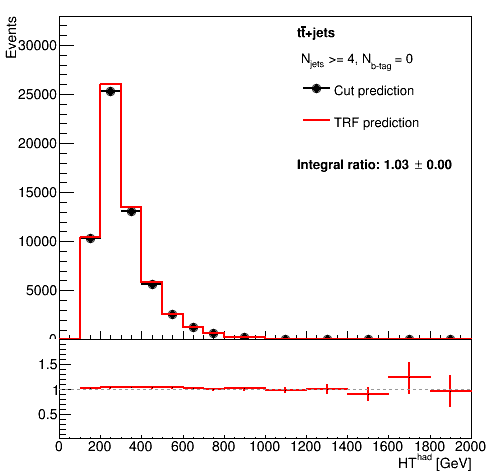 Events
tt̄+jets
N_jets >= 4, N_b-tag = 0
Cut prediction
TRF prediction
Integral ratio: 1.03 ± 0.00
30000
25000
20000
15000
10000
5000
0
1.5
1
0.5
0 200 400 600 800 1000 1200 1400 1600 1800 2000
HT^had [GeV]